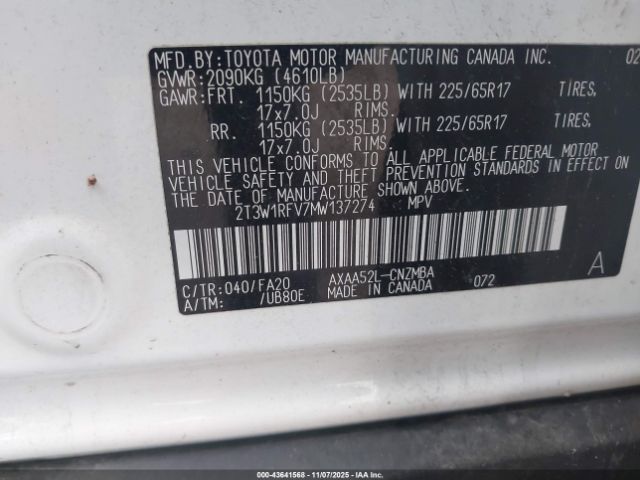 MFD.BY:TOYOTA MOTOR MANUFACTURING CANADA INC. 02
GVWR:2090KG (4610LB)
GAWR:FRT. 1150KG (2535LB) WITH 225/65R17 TIRES,
17x7.0J RIMS.
RR. 1150KG (2535LB) WITH 225/65R17 TIRES,
17x7.0J RIMS.
THIS VEHICLE CONFORMS TO ALL APPLICABLE FEDERAL MOTOR
VEHICLE SAFETY AND THEFT PREVENTION STANDARDS IN EFFECT ON
THE DATE OF MANUFACTURE SHOWN ABOVE.
2T3W1RFV7MW137274 MPV
C/TR:040/FA20 AXAA52L-CNZMBA 072 A
A/TM: /UB80E MADE IN CANADA
000-43641568 - 11/07/2025 - IAAI.COM